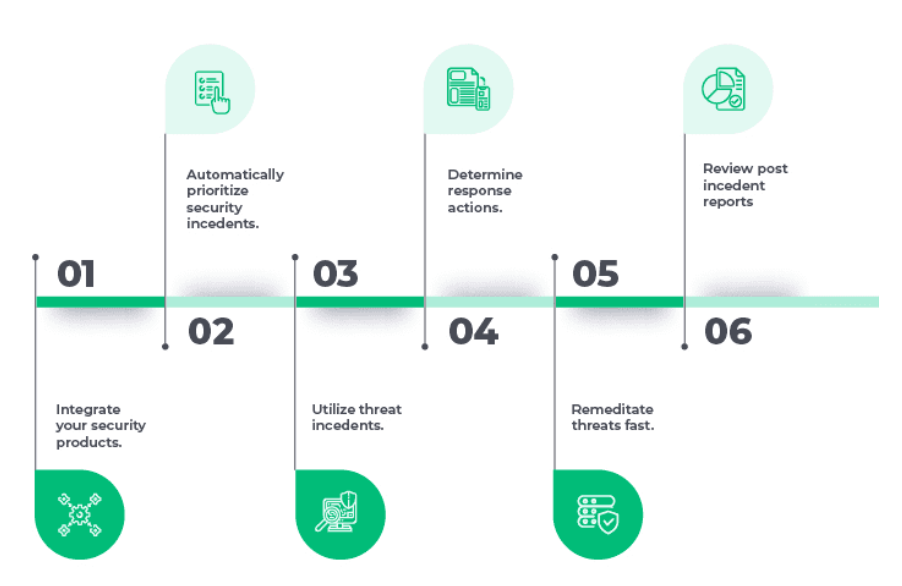 01
Integrate
your security
products.
02
Automatically
prioritize
security
incedents.
03
Utilize threat
incedents.
04
Determine
response
actions.
05
Remeditate
threats fast.
06
Review post
incedent
reports